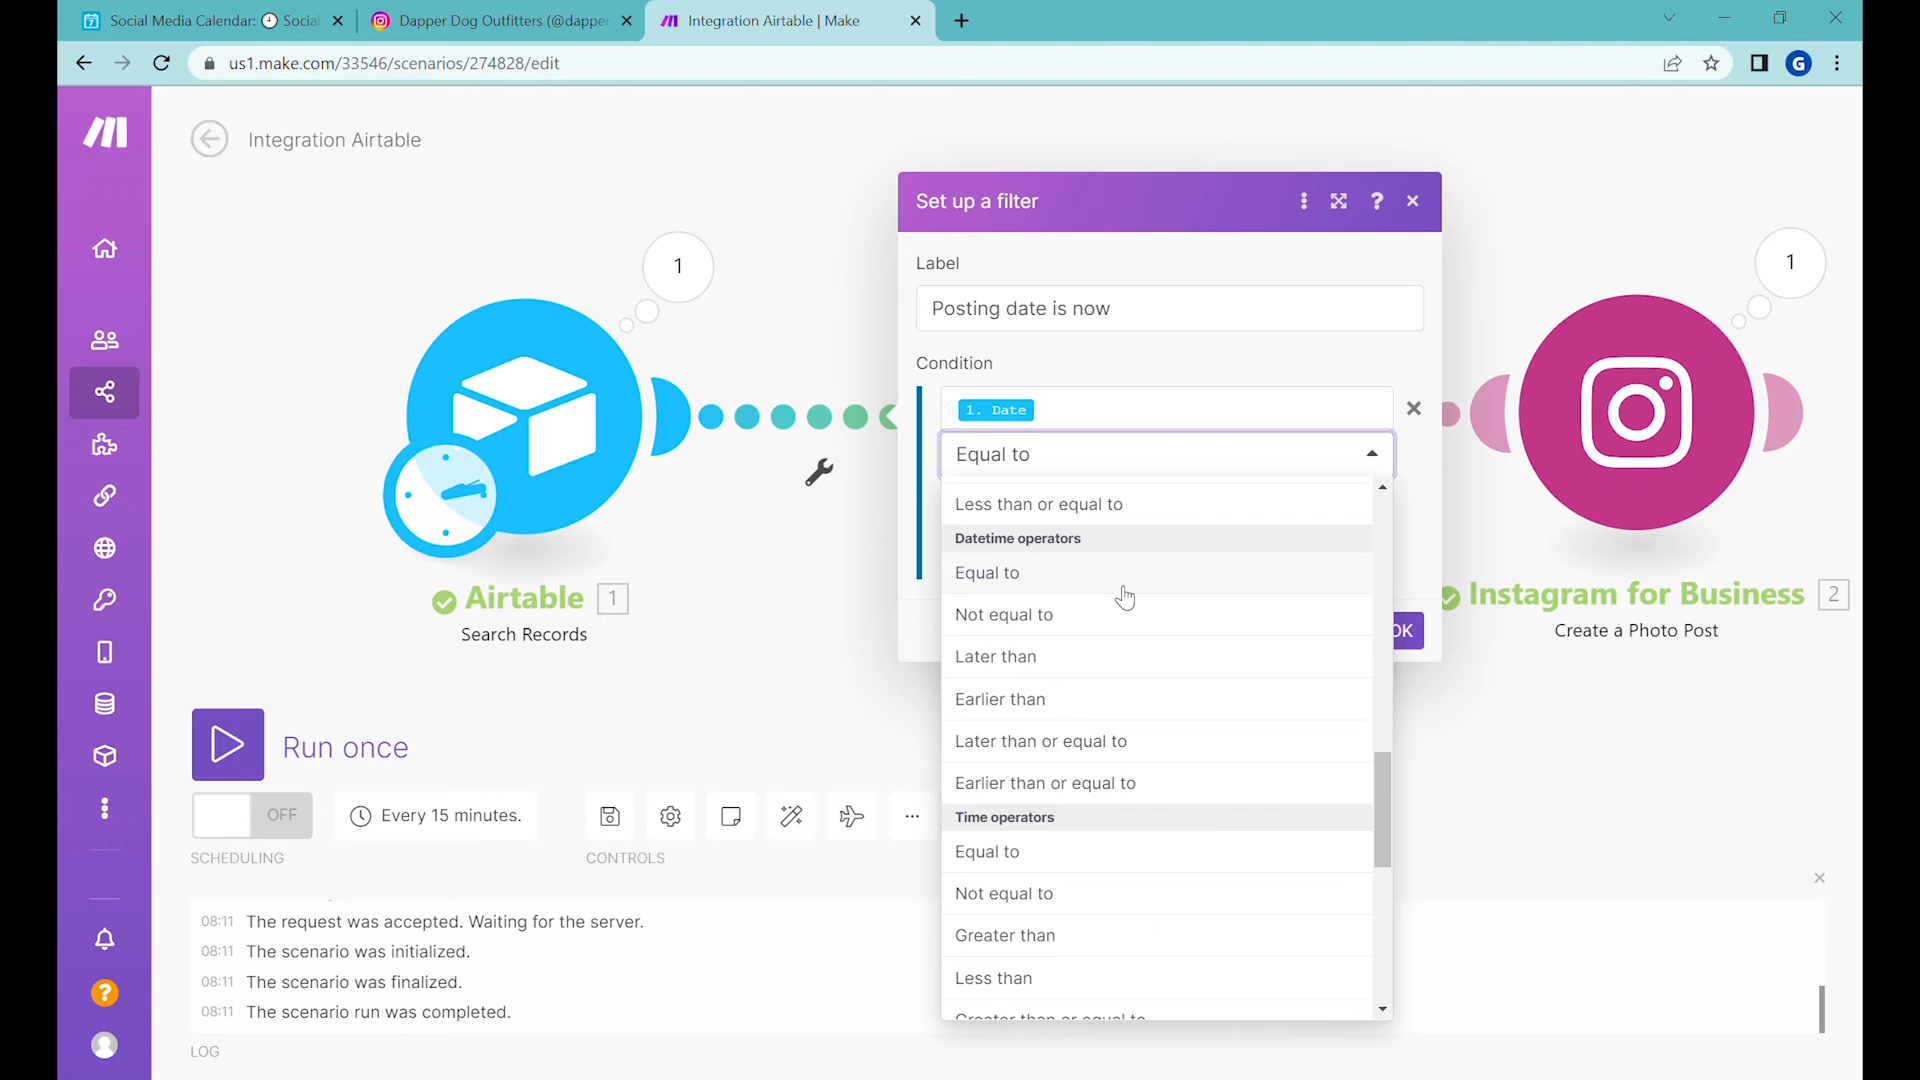 Social Media Calendar: Social
Dapper Dog Outfitters (@dapper
Integration Airtable | Make
us1.make.com/33546/scenarios/274828/edit
G
Integration Airtable
Set up a filter
Label
Posting date is now
Condition
1. Date
Equal to
Less than or equal to
Datetime operators
Equal to
Not equal to
Later than
Earlier than
Later than or equal to
Earlier than or equal to
Time operators
Equal to
Not equal to
Greater than
Less than
Greater than or equal to
OK
1
Airtable 1
Search Records
1
Instagram for Business 2
Create a Photo Post
Run once
OFF
Every 15 minutes.
SCHEDULING
CONTROLS
08:11 The request was accepted. Waiting for the server.
08:11 The scenario was initialized.
08:11 The scenario was finalized.
08:11 The scenario run was completed.
LOG